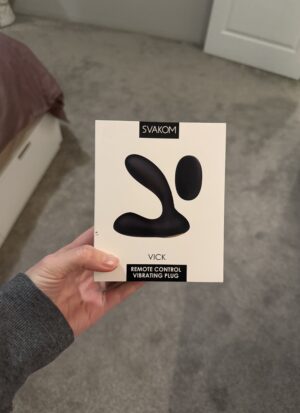 SVAKOM
VICK
REMOTE CONTROL
VIBRATING PLUG